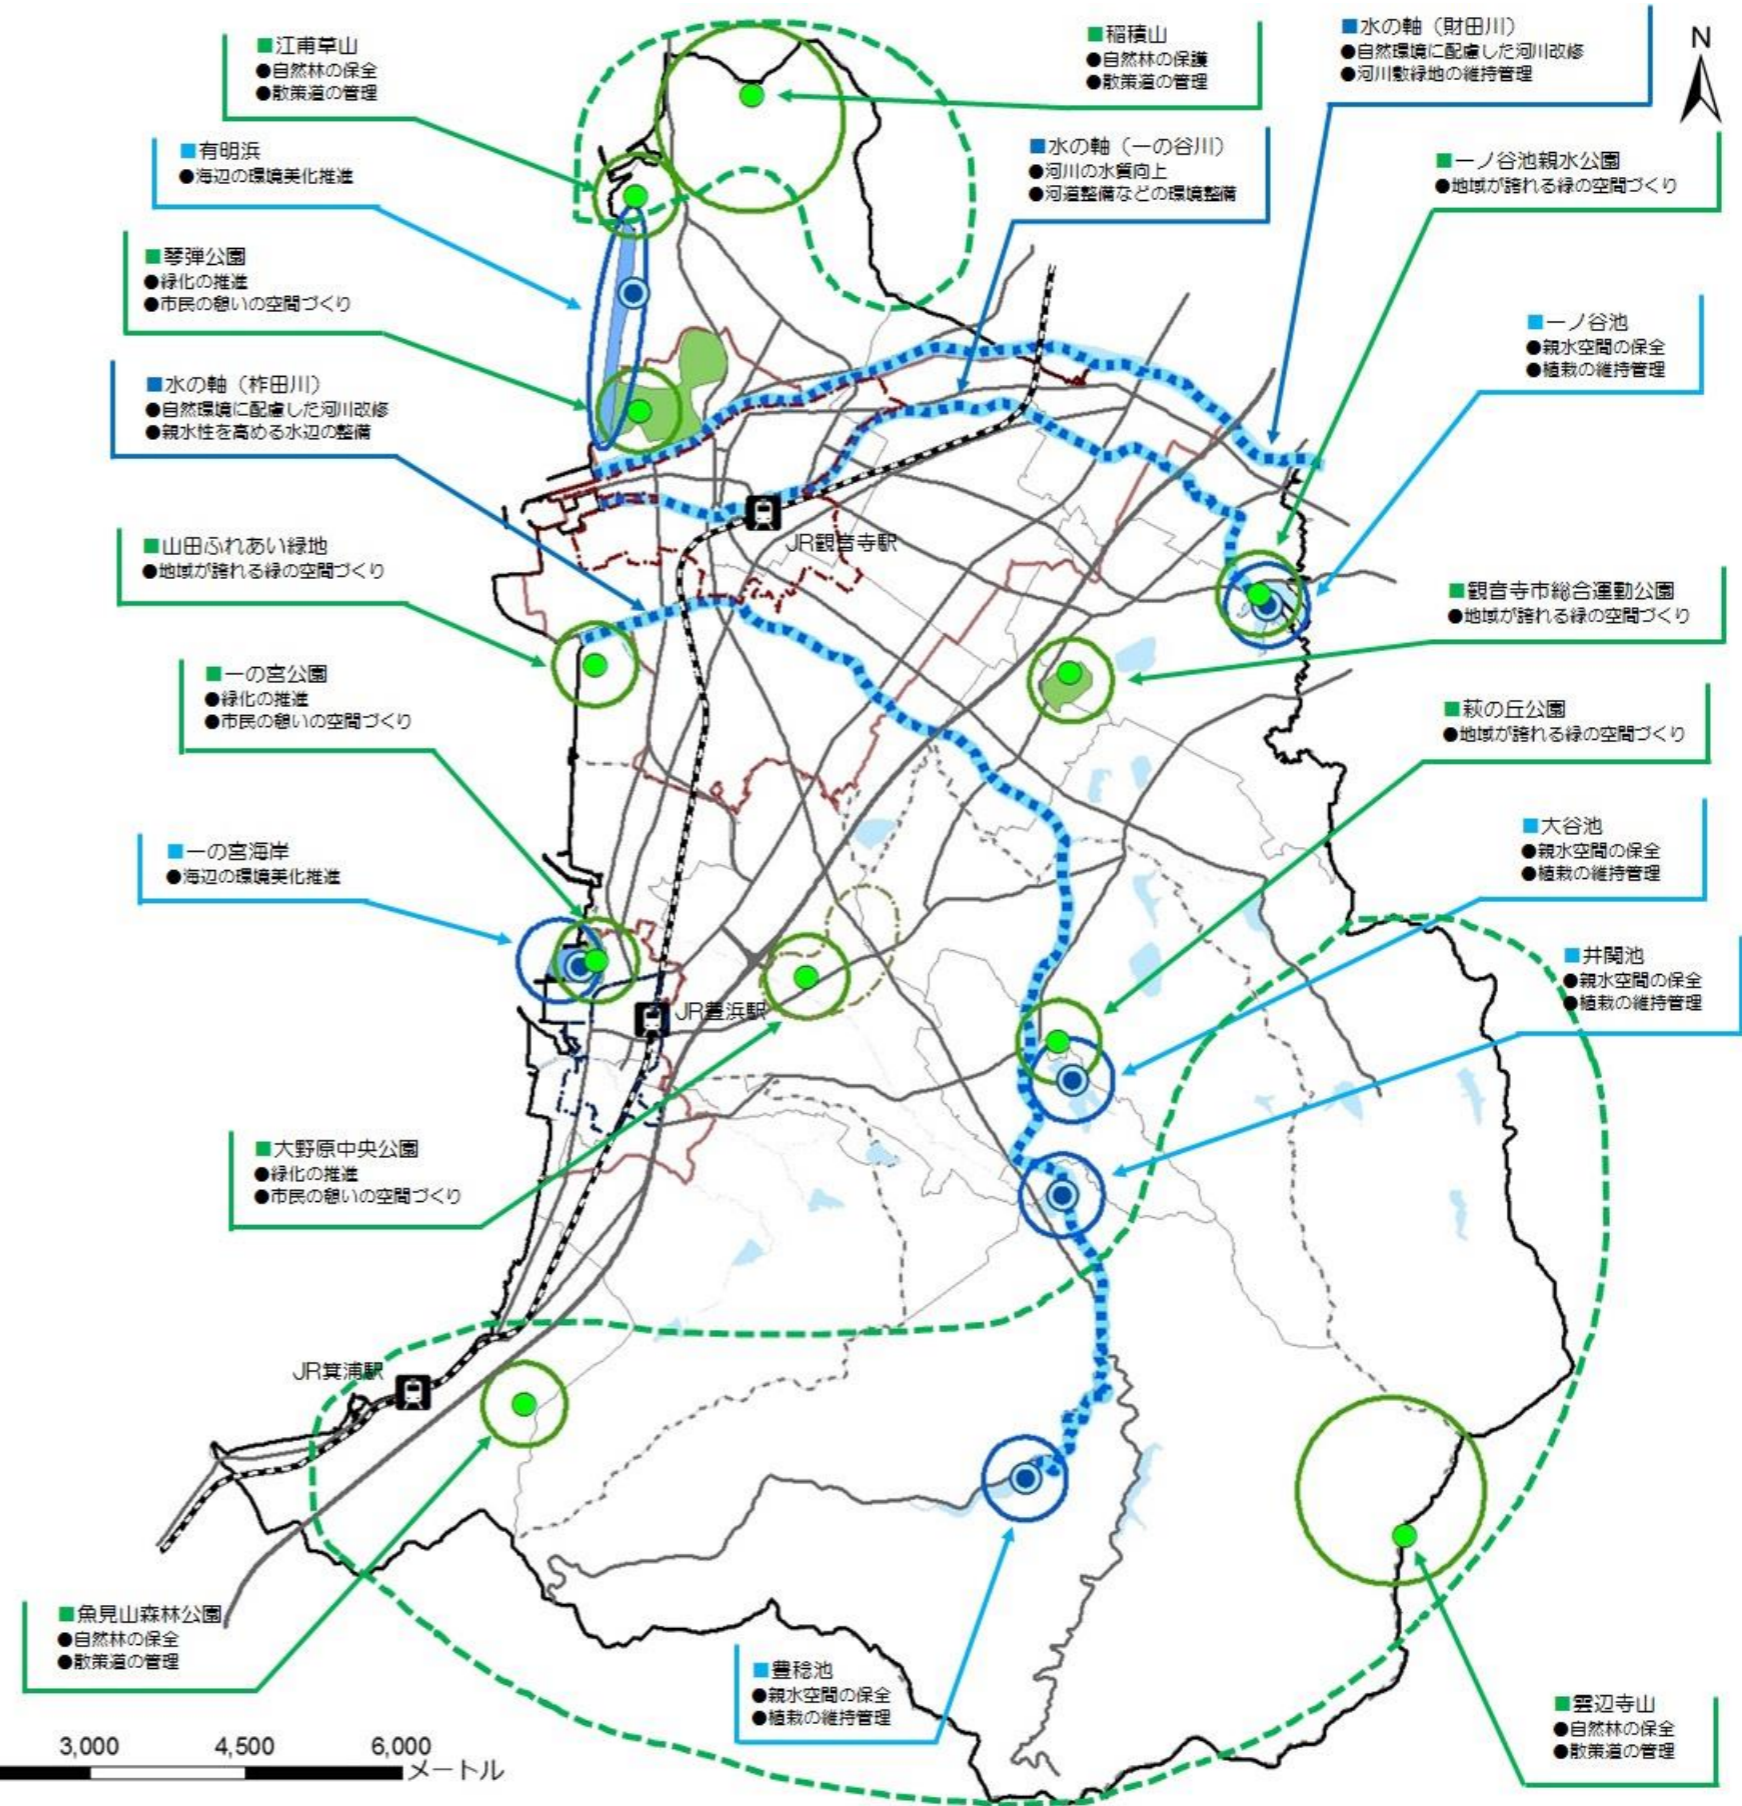 ■江甫草山
●自然林の保全
●散策道の管理
■稲積山
●自然林の保護
●散策道の管理
■水の軸（財田川）
●自然環境に配慮した河川改修
●河川敷緑地の維持管理
N
■有明浜
●海辺の環境美化推進
■水の軸（一の谷川）
●河川の水質向上
●河道整備などの環境整備
■一ノ谷池親水公園
●地域が誇れる緑の空間づくり
■琴弾公園
●緑化の推進
●市民の憩いの空間づくり
■一ノ谷池
●親水空間の保全
●植栽の維持管理
■水の軸（柞田川）
●自然環境に配慮した河川改修
●親水性を高める水辺の整備
JR観音寺駅
■山田ふれあい緑地
●地域が誇れる緑の空間づくり
■観音寺市総合運動公園
●地域が誇れる緑の空間づくり
■一の宮公園
●緑化の推進
●市民の憩いの空間づくり
■萩の丘公園
●地域が誇れる緑の空間づくり
■一の宮海岸
●海辺の環境美化推進
■大谷池
●親水空間の保全
●植栽の維持管理
■井関池
●親水空間の保全
●植栽の維持管理
JR豊浜駅
■大野原中央公園
●緑化の推進
●市民の憩いの空間づくり
JR箕浦駅
■魚見山森林公園
●自然林の保全
●散策道の管理
■豊稔池
●親水空間の保全
●植栽の維持管理
■雲辺寺山
●自然林の保全
●散策道の管理
3,000 4,500 6,000
メートル